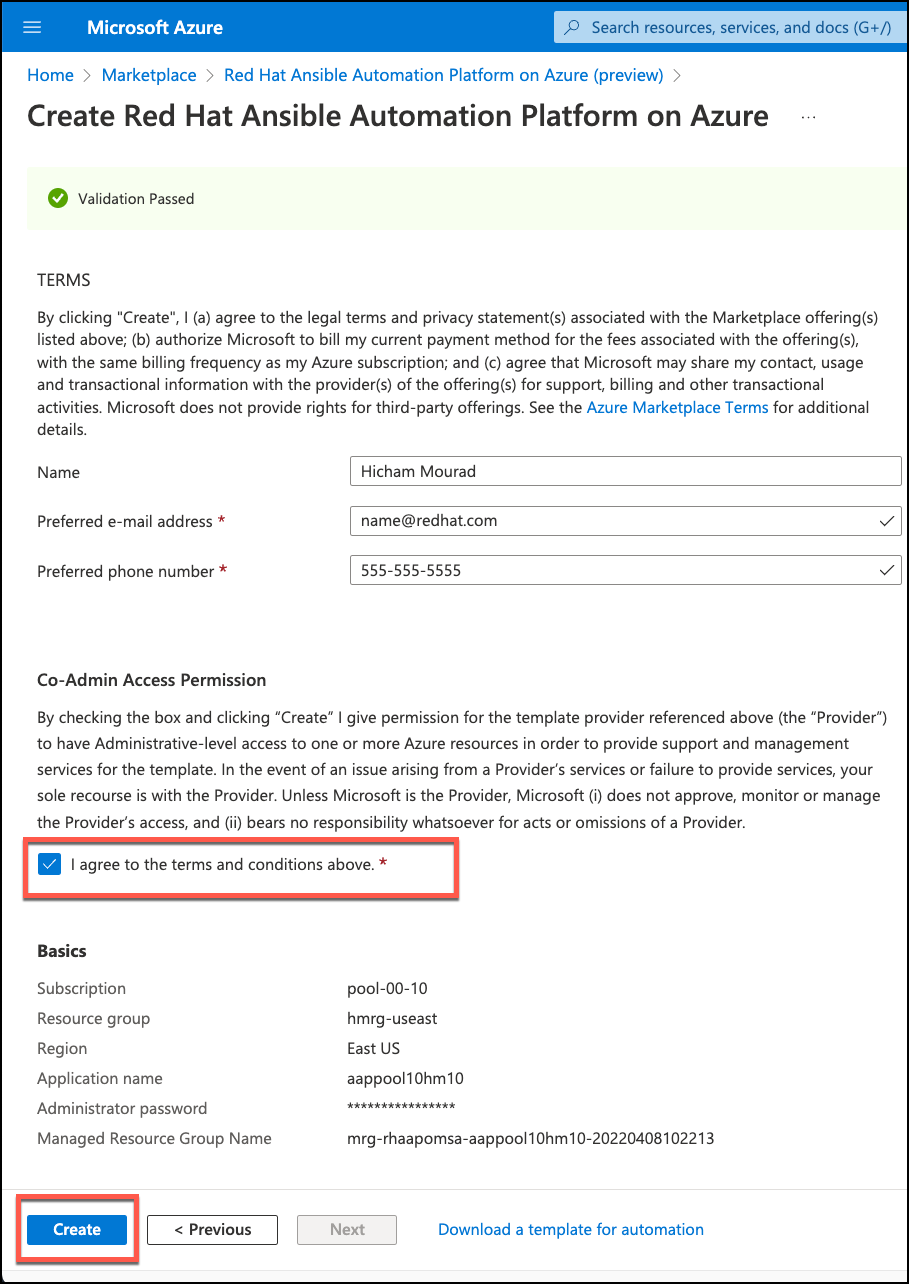 Microsoft Azure
Search resources, services, and docs (G+/)
Home > Marketplace > Red Hat Ansible Automation Platform on Azure (preview) >
Create Red Hat Ansible Automation Platform on Azure ...
Validation Passed
TERMS
By clicking "Create", I (a) agree to the legal terms and privacy statement(s) associated with the Marketplace offering(s)
listed above; (b) authorize Microsoft to bill my current payment method for the fees associated with the offering(s),
with the same billing frequency as my Azure subscription; and (c) agree that Microsoft may share my contact, usage
and transactional information with the provider(s) of the offering(s) for support, billing and other transactional
activities. Microsoft does not provide rights for third-party offerings. See the Azure Marketplace Terms for additional
details.
Name
Hicham Mourad
Preferred e-mail address *
name@redhat.com
Preferred phone number *
555-555-5555
Co-Admin Access Permission
By checking the box and clicking “Create” I give permission for the template provider referenced above (the “Provider”)
to have Administrative-level access to one or more Azure resources in order to provide support and management
services for the template. In the event of an issue arising from a Provider’s services or failure to provide services, your
sole recourse is with the Provider. Unless Microsoft is the Provider, Microsoft (i) does not approve, monitor or manage
the Provider’s access, and (ii) bears no responsibility whatsoever for acts or omissions of a Provider.
I agree to the terms and conditions above. *
Basics
Subscription pool-00-10
Resource group hmrg-useast
Region East US
Application name aappool10hm10
Administrator password ****************
Managed Resource Group Name mrg-rhaapomsa-aappool10hm10-20220408102213
Create
< Previous
Next
Download a template for automation